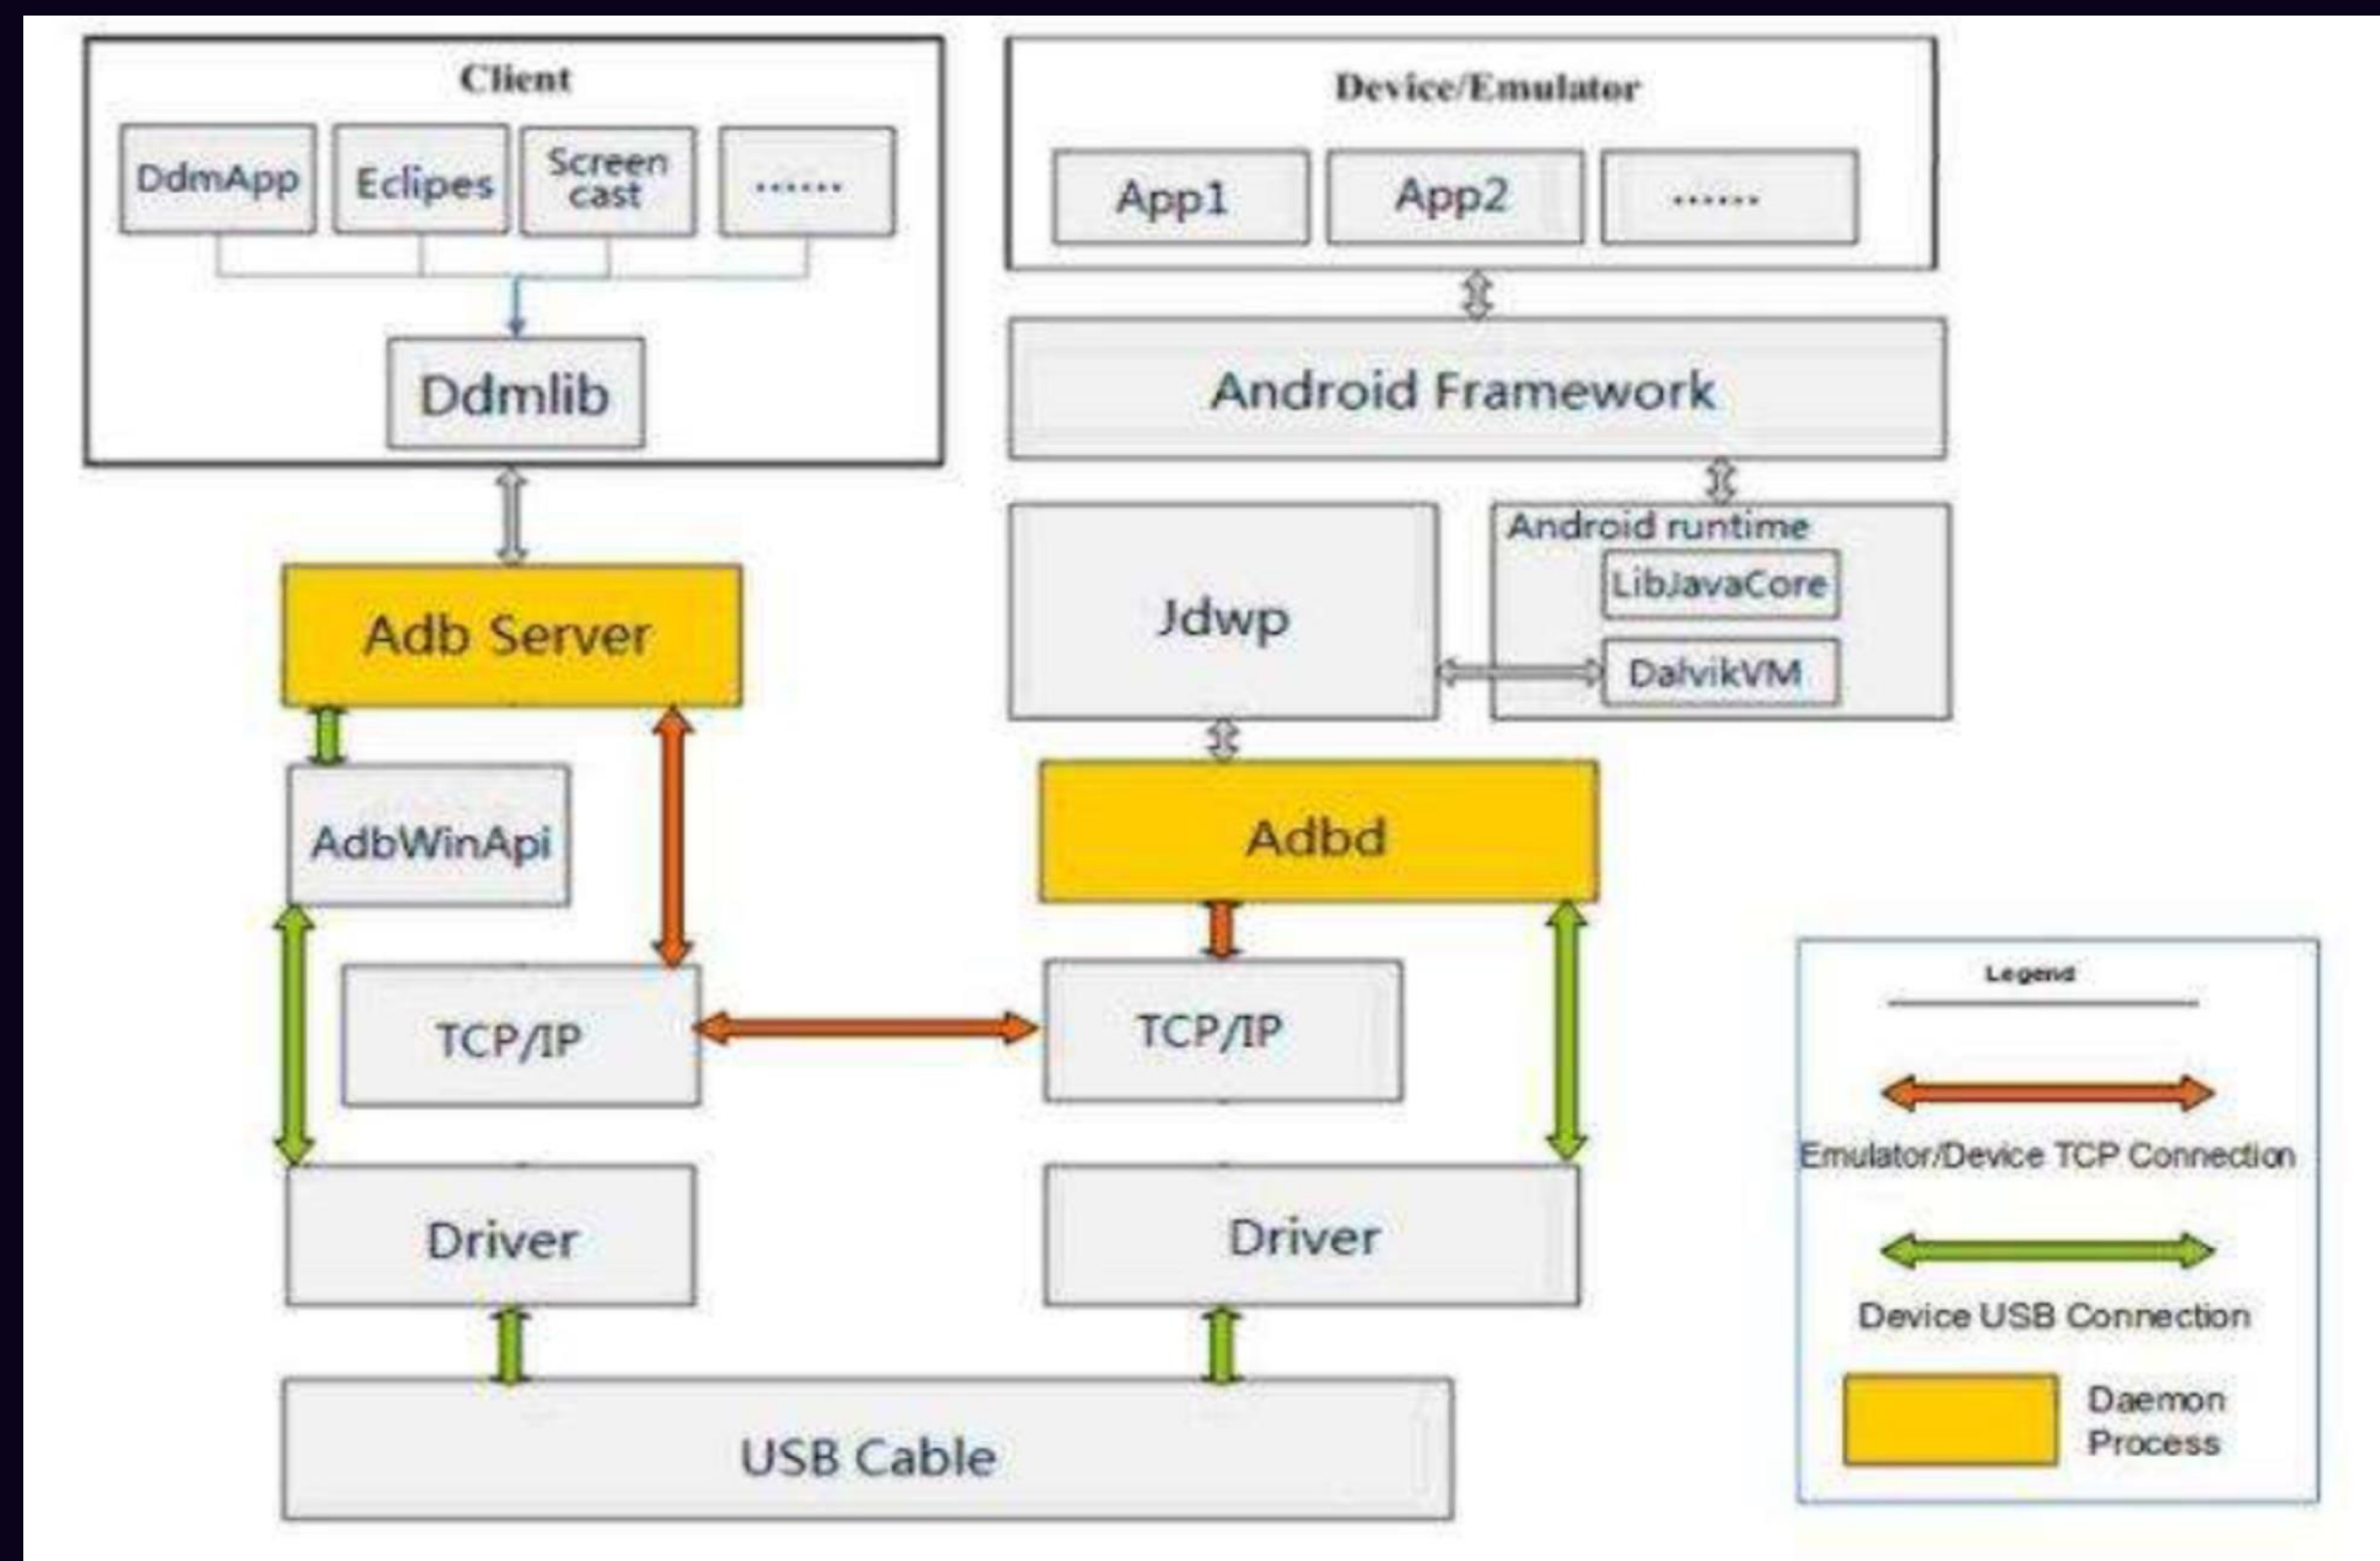 Client
DdmApp
Eclipes
Screen
cast
......
Ddmlib
Adb Server
AdbWinApi
TCP/IP
Driver
Device/Emulator
App1
App2
......
Android Framework
Jdwp
Android runtime
LibJavaCore
DalvikVM
Adbd
TCP/IP
Driver
USB Cable
Legend
Emulator/Device TCP Connection
Device USB Connection
Daemon
Process